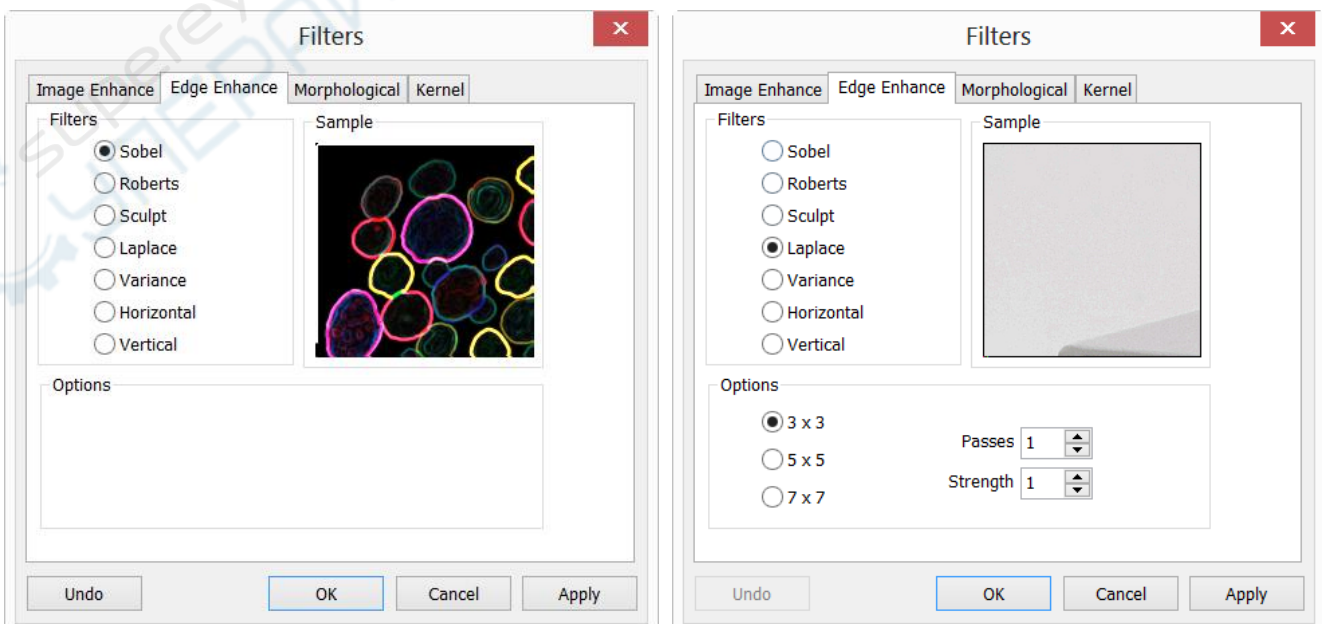 Filters
Image Enhance Edge Enhance Morphological Kernel
Filters
Sobel
Roberts
Sculpt
Laplace
Variance
Horizontal
Vertical
Sample
Options
Undo OK Cancel Apply
Filters
Image Enhance Edge Enhance Morphological Kernel
Filters
Sobel
Roberts
Sculpt
Laplace
Variance
Horizontal
Vertical
Sample
Options
3 x 3
5 x 5
7 x 7
Passes 1
Strength 1
Undo OK Cancel Apply